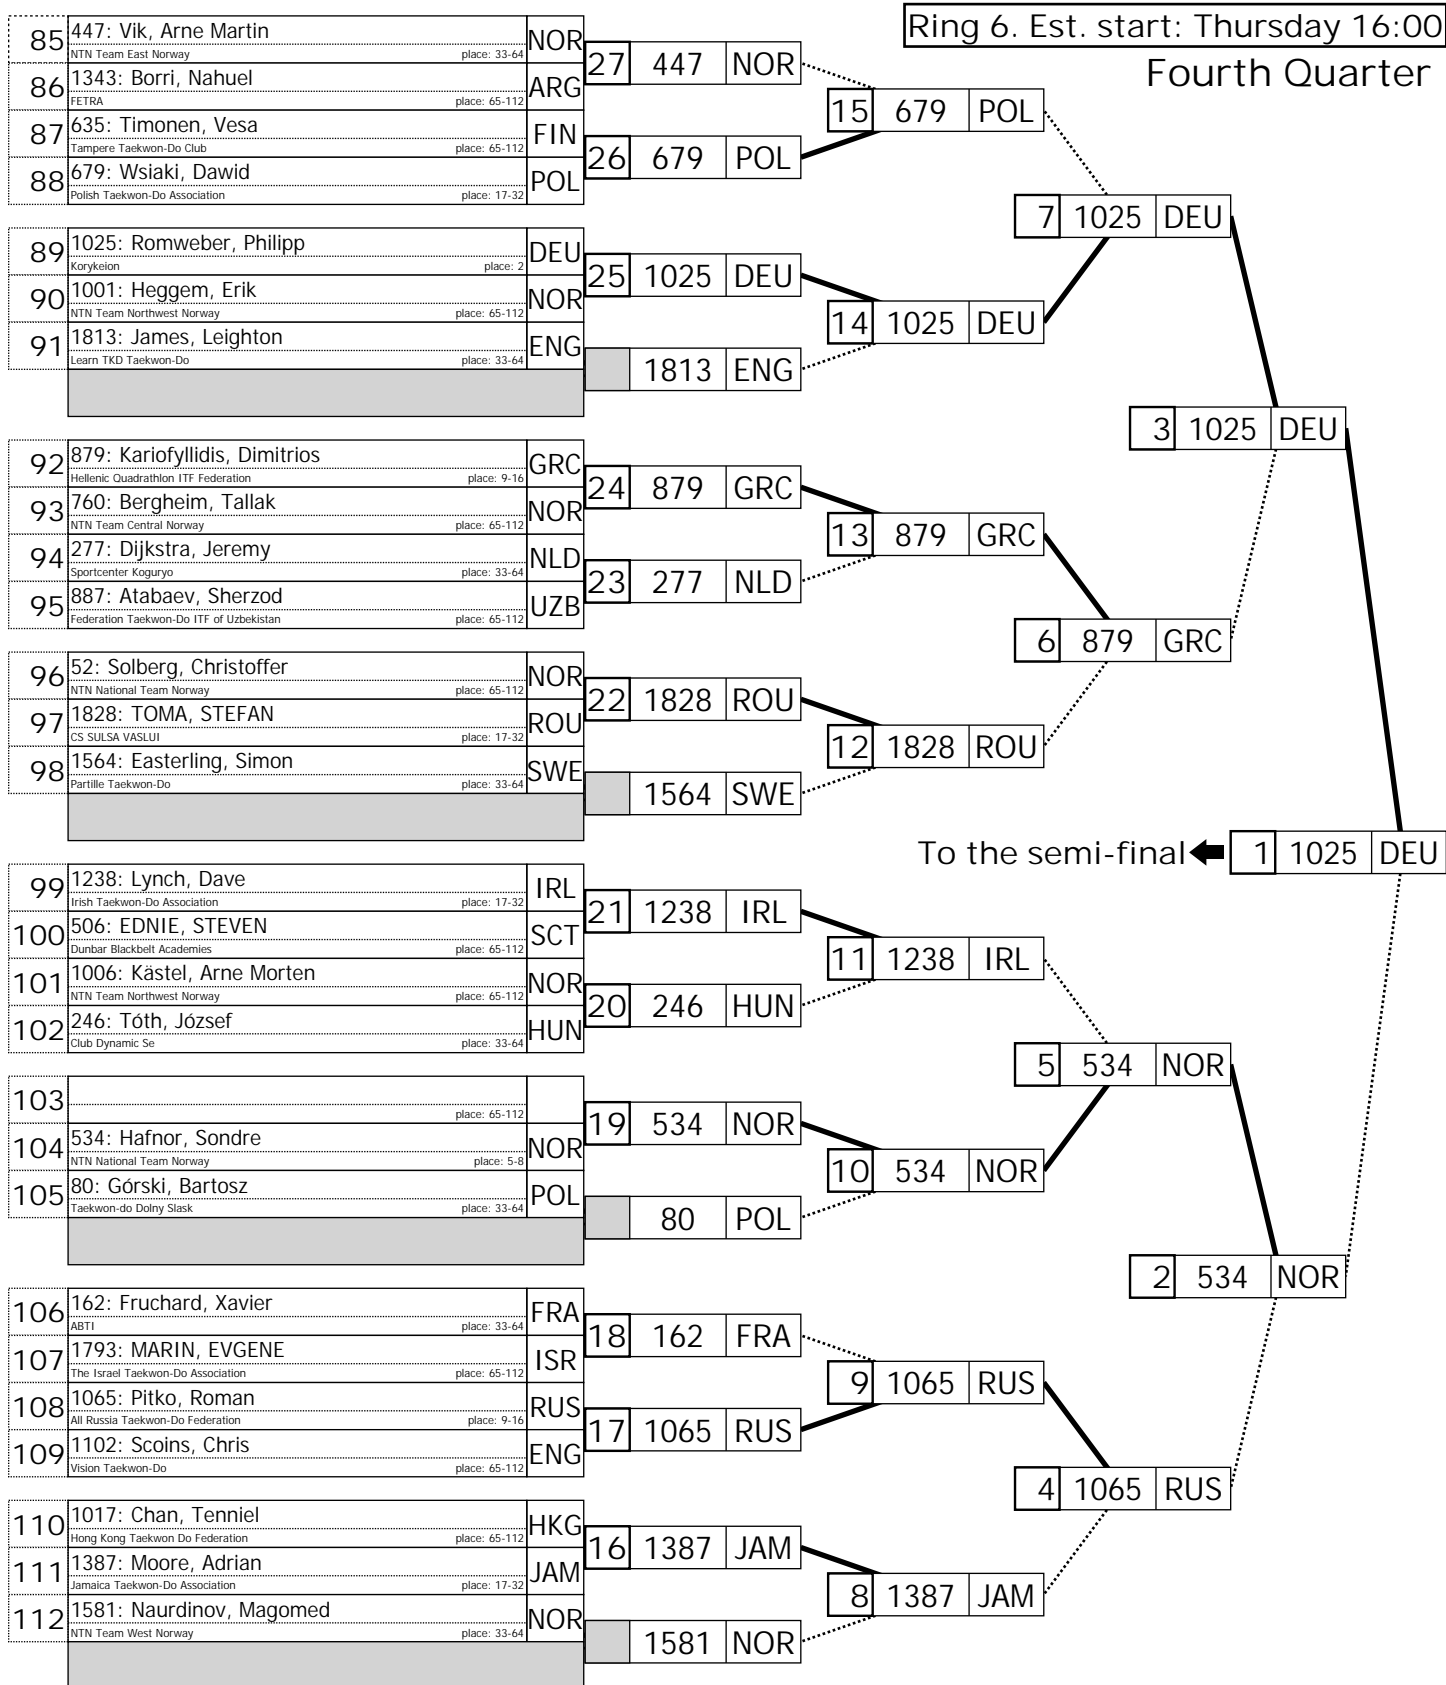 Ring 6. Est. start: Thursday 16:00
Fourth Quarter
85 447: Vik, Arne Martin NOR
NTN Team East Norway place: 33-64
86 1343: Borri, Nahuel ARG
FETRA place: 65-112
87 635: Timonen, Vesa FIN
Tampere Taekwon-Do Club place: 65-112
88 679: Wsiaki, Dawid POL
Polish Taekwon-Do Association place: 17-32
89 1025: Romweber, Philipp DEU
Korykeion place: 2
90 1001: Heggem, Erik NOR
NTN Team Northwest Norway place: 65-112
91 1813: James, Leighton ENG
Learn TKD Taekwon-Do place: 33-64
92 879: Kariofyllidis, Dimitrios GRC
Hellenic Quadrathlon ITF Federation place: 9-16
93 760: Bergheim, Tallak NOR
NTN Team Central Norway place: 65-112
94 277: Dijkstra, Jeremy NLD
Sportcenter Koguryo place: 33-64
95 887: Atabaev, Sherzod UZB
Federation Taekwon-Do ITF of Uzbekistan place: 65-112
96 52: Solberg, Christoffer NOR
NTN National Team Norway place: 65-112
97 1828: TOMA, STEFAN ROU
CS SULSA VASLUI place: 17-32
98 1564: Easterling, Simon SWE
Partille Taekwon-Do place: 33-64
99 1238: Lynch, Dave IRL
Irish Taekwon-Do Association place: 17-32
100 506: EDNIE, STEVEN SCT
Dunbar Blackbelt Academies place: 65-112
101 1006: Kästel, Arne Morten NOR
NTN Team Northwest Norway place: 65-112
102 246: Tóth, József HUN
Club Dynamic Se place: 33-64
103
place: 65-112
104 534: Hafnor, Sondre NOR
NTN National Team Norway place: 5-8
105 80: Górski, Bartosz POL
Taekwon-do Dolny Slask place: 33-64
106 162: Fruchard, Xavier FRA
ABTI place: 33-64
107 1793: MARIN, EVGENE ISR
The Israel Taekwon-Do Association place: 65-112
108 1065: Pitko, Roman RUS
All Russia Taekwon-Do Federation place: 9-16
109 1102: Scoins, Chris ENG
Vision Taekwon-Do place: 65-112
110 1017: Chan, Tenniel HKG
Hong Kong Taekwon Do Federation place: 65-112
111 1387: Moore, Adrian JAM
Jamaica Taekwon-Do Association place: 17-32
112 1581: Naurdinov, Magomed NOR
NTN Team West Norway place: 33-64
27 447 NOR
26 679 POL
25 1025 DEU
1813 ENG
24 879 GRC
23 277 NLD
22 1828 ROU
1564 SWE
21 1238 IRL
20 246 HUN
19 534 NOR
80 POL
18 162 FRA
17 1065 RUS
16 1387 JAM
1581 NOR
15 679 POL
14 1025 DEU
13 879 GRC
12 1828 ROU
11 1238 IRL
10 534 NOR
9 1065 RUS
8 1387 JAM
7 1025 DEU
6 879 GRC
5 534 NOR
4 1065 RUS
3 1025 DEU
2 534 NOR
To the semi-final 1 1025 DEU